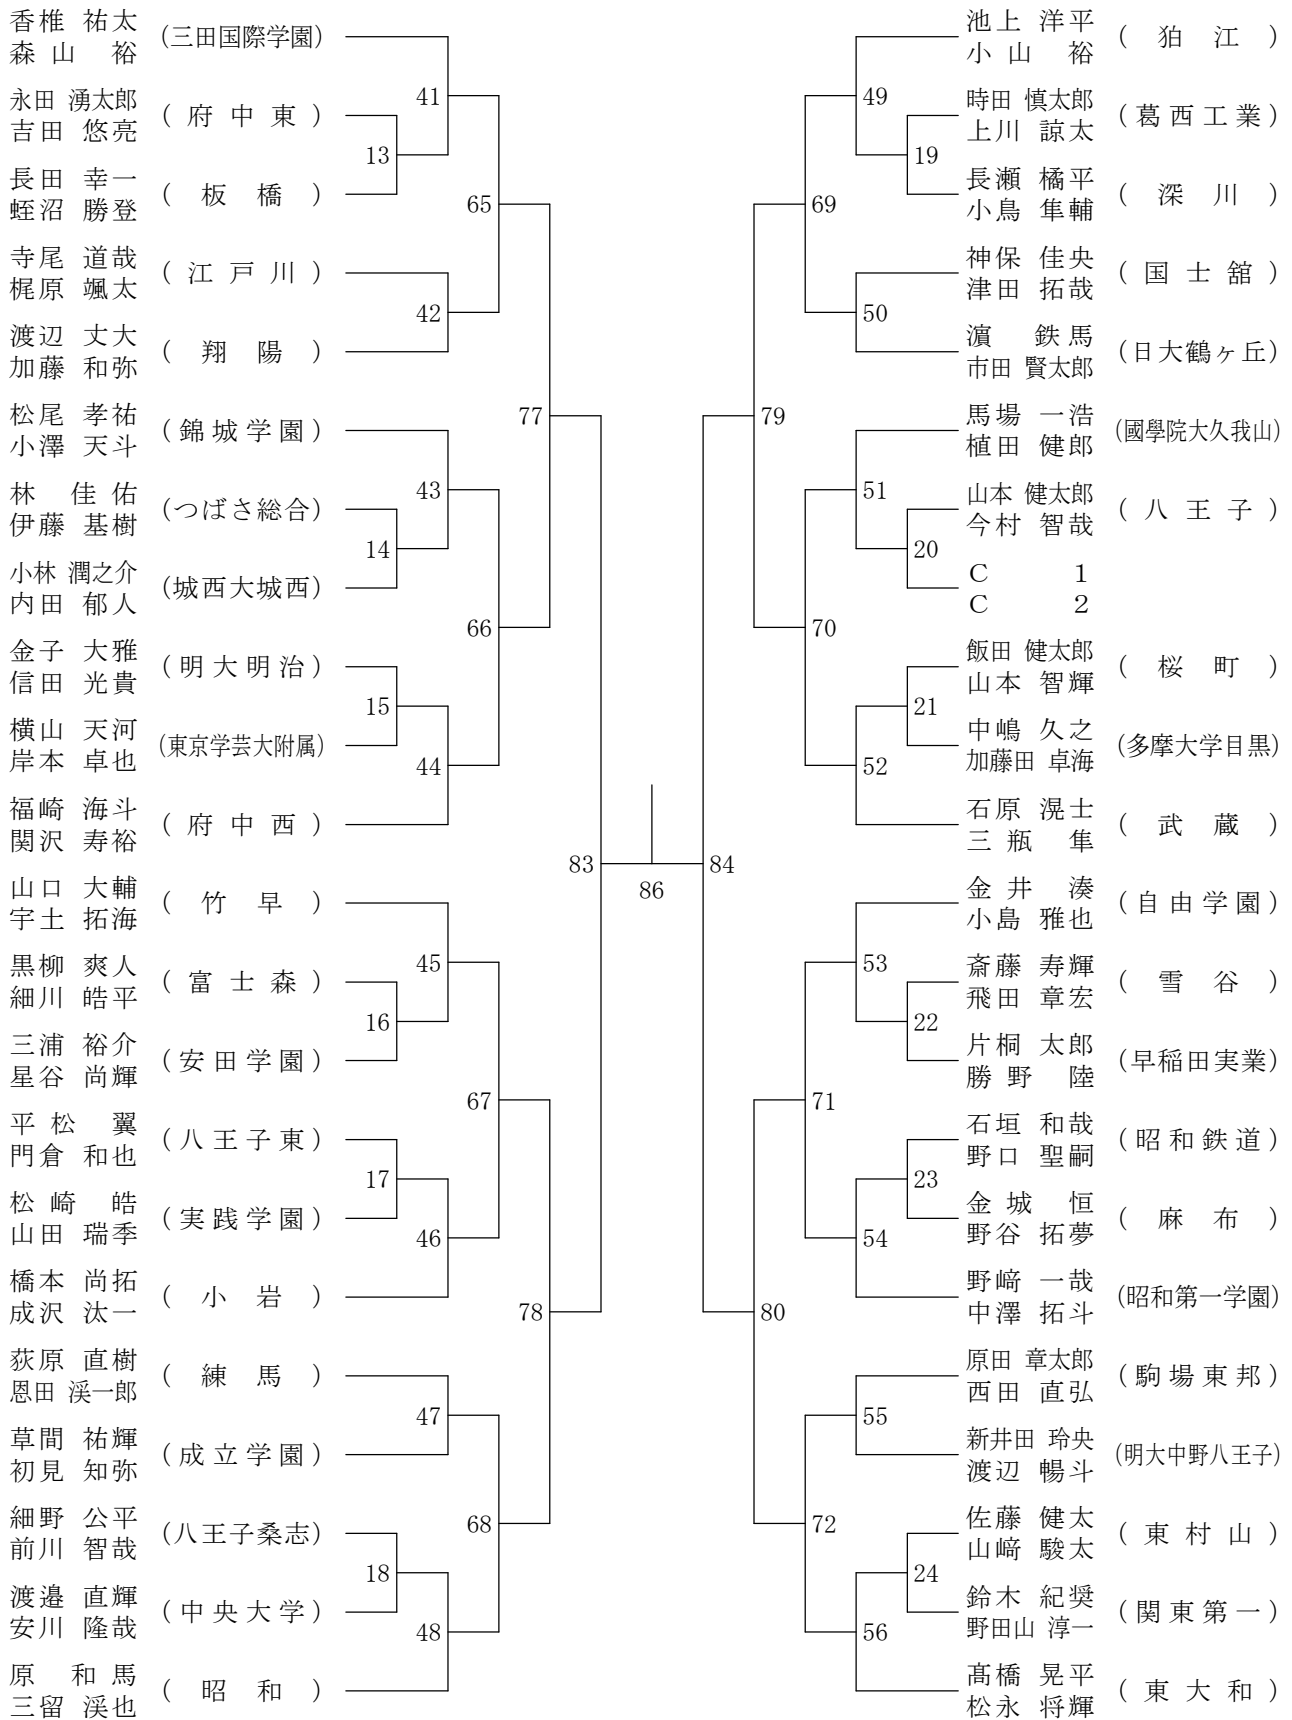 香椎 祐太
森山 裕
(三田国際学園)
永田 湧太郎
吉田 悠亮
(府中東)
長田 幸一
蛭沼 勝登
(板橋)
寺尾 道哉
梶原 颯太
(江戸川)
渡辺 丈大
加藤 和弥
(翔陽)
松尾 孝祐
小澤 天斗
(錦城学園)
林 佳佑
伊藤 基樹
(つばさ総合)
小林 潤之介
内田 郁人
(城西大城西)
金子 大雅
信田 光貴
(明大明治)
横山 天河
岸本 卓也
(東京学芸大附属)
福崎 海斗
関沢 寿裕
(府中西)
山口 大輔
宇土 拓海
(竹早)
黒柳 爽人
細川 皓平
(富士森)
三浦 裕介
星谷 尚輝
(安田学園)
平松 翼
門倉 和也
(八王子東)
松崎 皓
山田 瑞季
(実践学園)
橋本 尚拓
成沢 汰一
(小岩)
荻原 直樹
恩田 渓一郎
(練馬)
草間 祐輝
初見 知弥
(成立学園)
細野 公平
前川 智哉
(八王子桑志)
渡邉 直輝
安川 隆哉
(中央大学)
原 和馬
三留 渓也
(昭和)
41
13
65
42
77
43
14
66
15
44
83
45
16
67
17
46
78
47
68
18
48
86
84
49
19
69
50
79
51
20
70
21
52
53
22
71
23
54
80
55
72
24
56
池上 洋平
小山 裕
(狛江)
時田 慎太郎
上川 諒太
(葛西工業)
長瀬 橘平
小鳥 隼輔
(深川)
神保 佳央
津田 拓哉
(国士舘)
濵 鉄馬
市田 賢太郎
(日大鶴ヶ丘)
馬場 一浩
植田 健郎
(國學院大久我山)
山本 健太郎
今村 智哉
(八王子)
C 1
C 2
飯田 健太郎
山本 智輝
(桜町)
中嶋 久之
加藤田 卓海
(多摩大学目黒)
石原 滉士
三瓶 隼
(武蔵)
金井 湊
小島 雅也
(自由学園)
斎藤 寿輝
飛田 章宏
(雪谷)
片桐 太郎
勝野 陸
(早稲田実業)
石垣 和哉
野口 聖嗣
(昭和鉄道)
金城 恒
野谷 拓夢
(麻布)
野﨑 一哉
中澤 拓斗
(昭和第一学園)
原田 章太郎
西田 直弘
(駒場東邦)
新井田 玲央
渡辺 暢斗
(明大中野八王子)
佐藤 健太
山﨑 駿太
(東村山)
鈴木 紀奨
野田山 淳一
(関東第一)
髙橋 晃平
松永 将輝
(東大和)